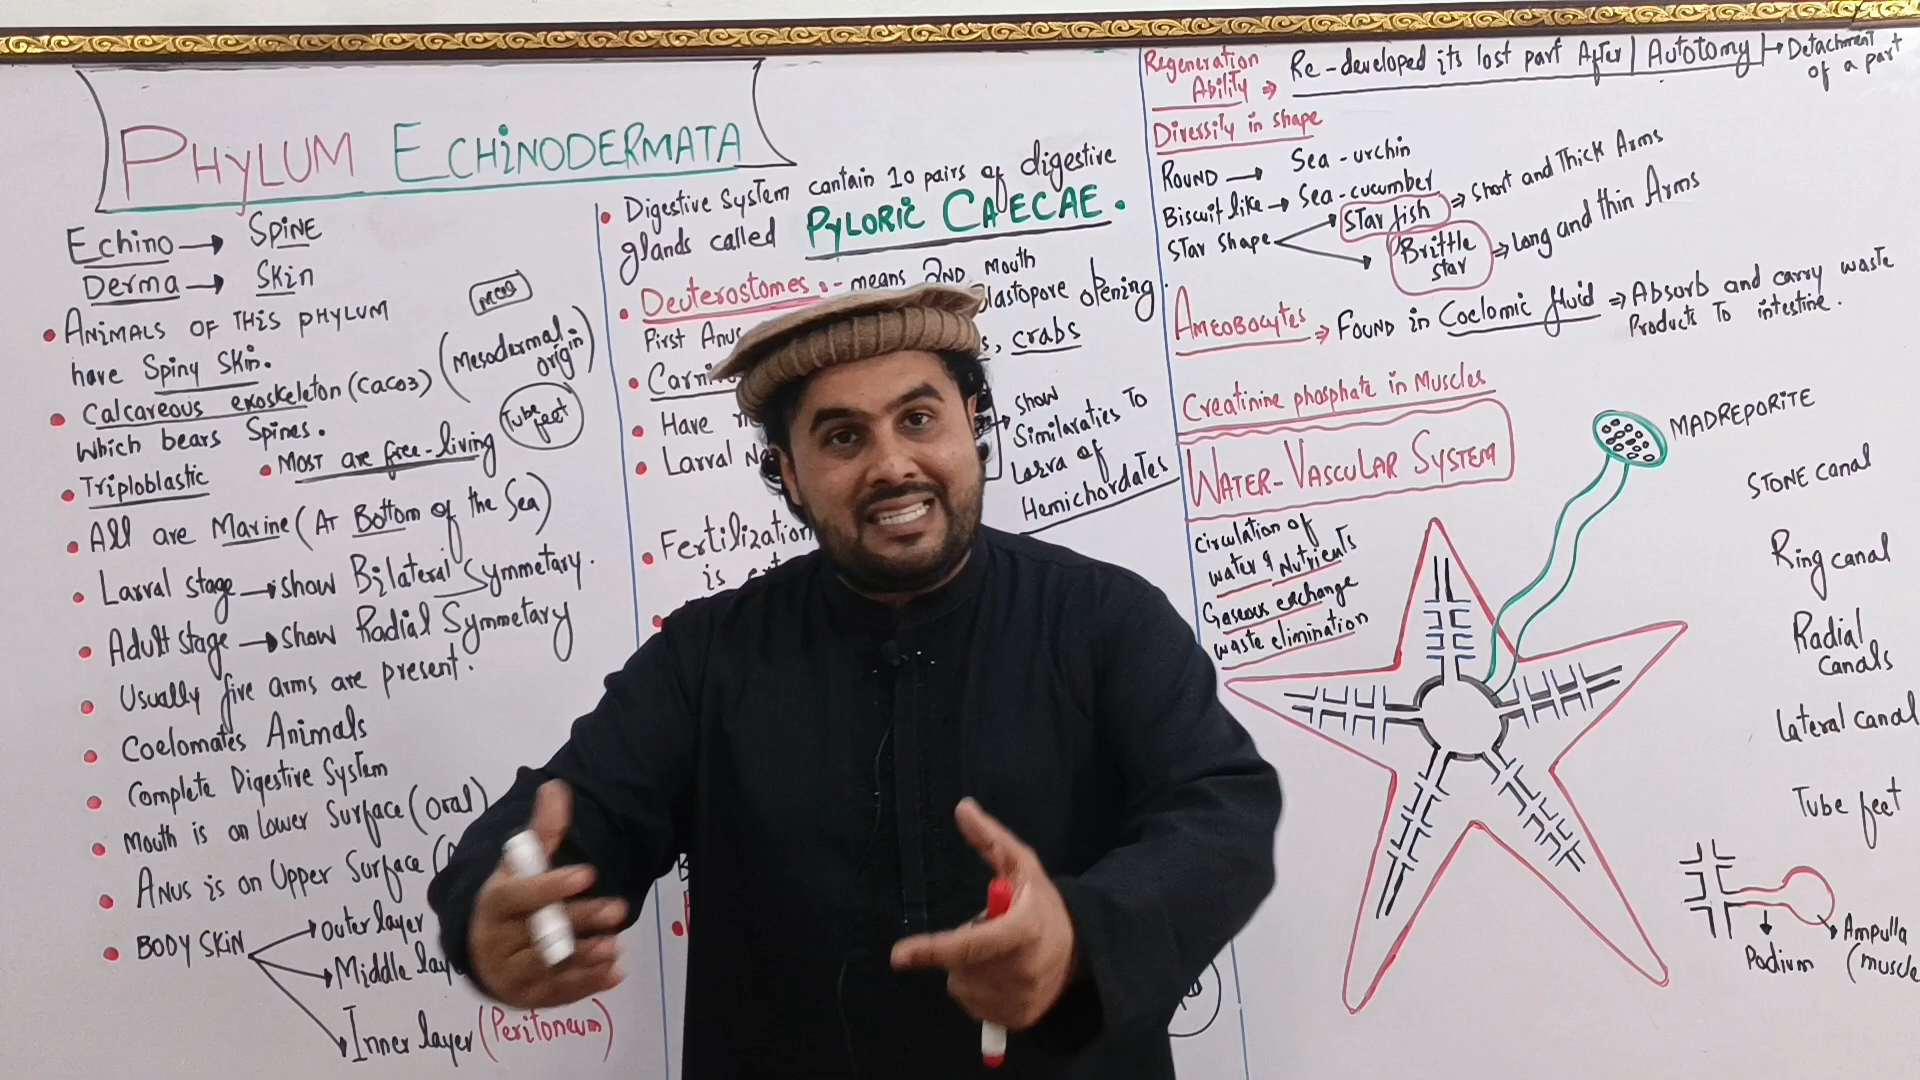 PHYLUM ECHINODERMATA
Echino → SPINE
Derma → SKin
• ANIMALS OF THIS PHYLUM
have Spiny Skin.
• Calcareous exoskeleton (CaCO3) (Mesodermal origin)
which bears Spines.
Tube feet
• Triploblastic • MOST are free-living
• All are Marine (AT Bottom of the Sea)
• Larval stage → show Bilateral Symmetary.
• Adult stage → show Radial Symmetary
• Usually five arms are present.
• Coelomates Animals
• Complete Digestive System
• Mouth is on Lower Surface (oral)
• ANUS is on Upper Surface
• BODY SKIN → outer layer
→ Middle
→ Inner layer (Peritoneum)
• Digestive System contain 10 pairs of digestive
glands called PYLORIC CAECAE.
• Deuterostomes :- means 2ND mouth
First Anus blastopore opening.
• crabs
• Have
• Larval
→ show
Similaraties To
Larva of
Hemichordates
• Fertilization
is
Regeneration
Ability ⇒ Re-developed its lost part After | Autotomy | → Detachment
of a part
Diversity in shape
ROUND → Sea-urchin
Biscuit like → Sea-cucumber
Star shape → STar fish ⇒ Short and Thick Arms
→ Brittle star ⇒ Long and thin Arms
AMEOBOCYTES ⇒ FOUND in Coelomic fluid ⇒ Absorb and carry waste
Products To intestine.
Creatinine phosphate in Muscles
WATER-VASCULAR SYSTEM
Circulation of
water & Nutrients
Gaseous exchange
waste elimination
MADREPORITE
STONE canal
Ring canal
Radial
canals
Lateral canal
Tube feet
Podium
Ampulla
(muscle